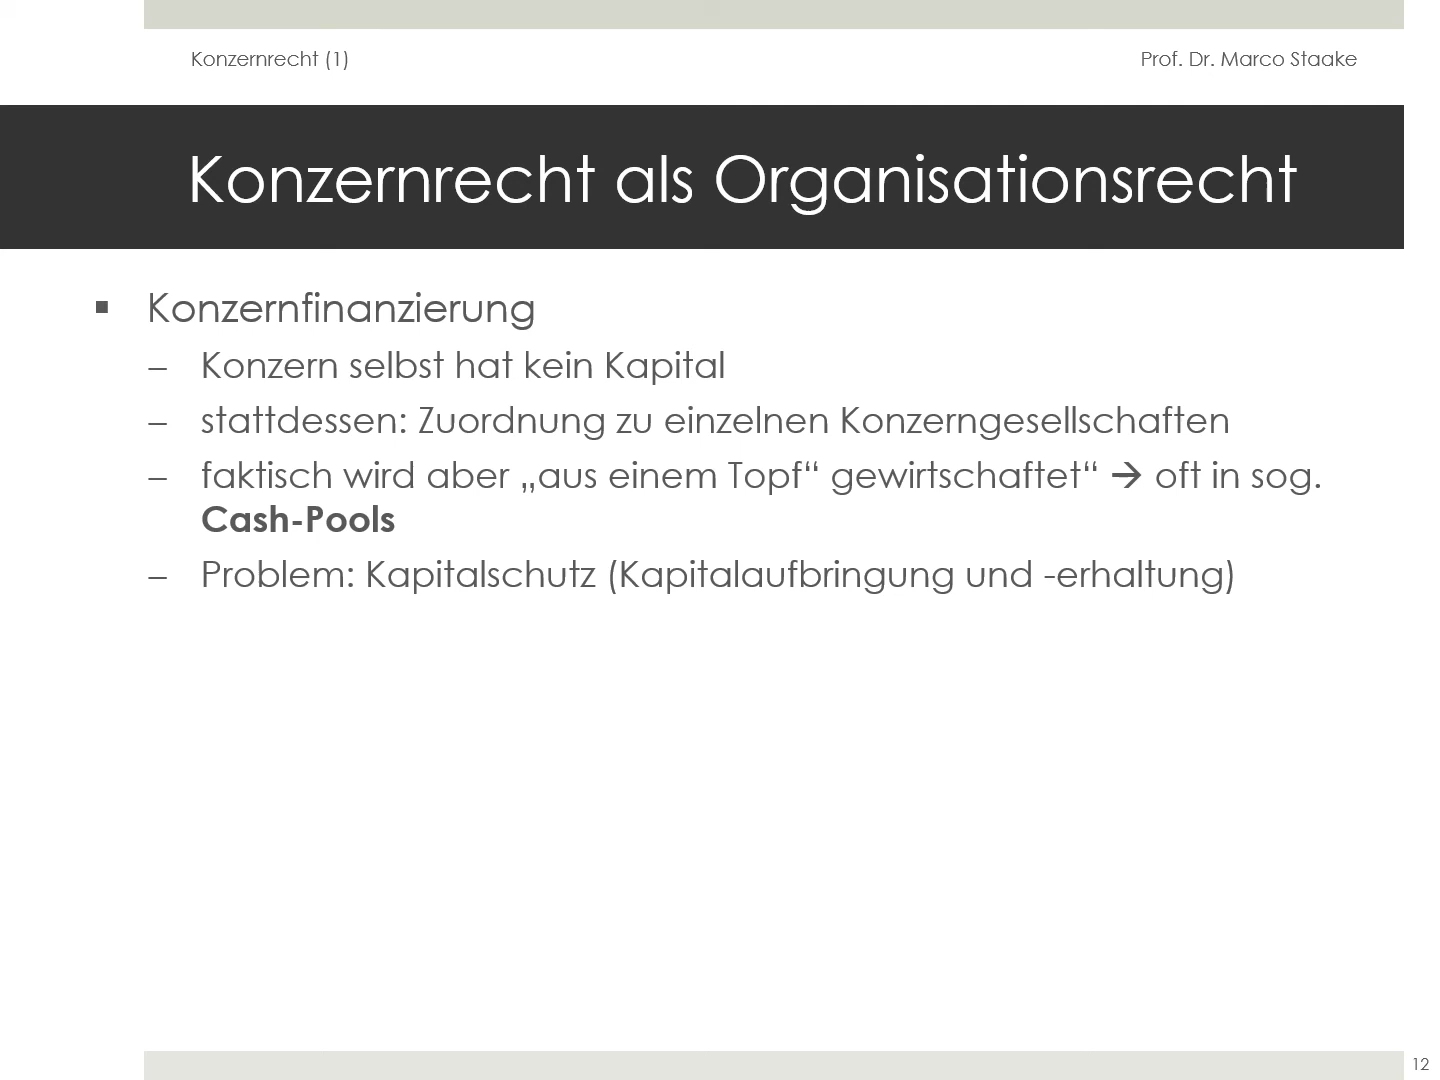 Konzernrecht (1)
Prof. Dr. Marco Staake
Konzernrecht als Organisationsrecht
▪ Konzernfinanzierung
– Konzern selbst hat kein Kapital
– stattdessen: Zuordnung zu einzelnen Konzerngesellschaften
– faktisch wird aber „aus einem Topf“ gewirtschaftet“ → oft in sog.
Cash-Pools
– Problem: Kapitalschutz (Kapitalaufbringung und -erhaltung)
12